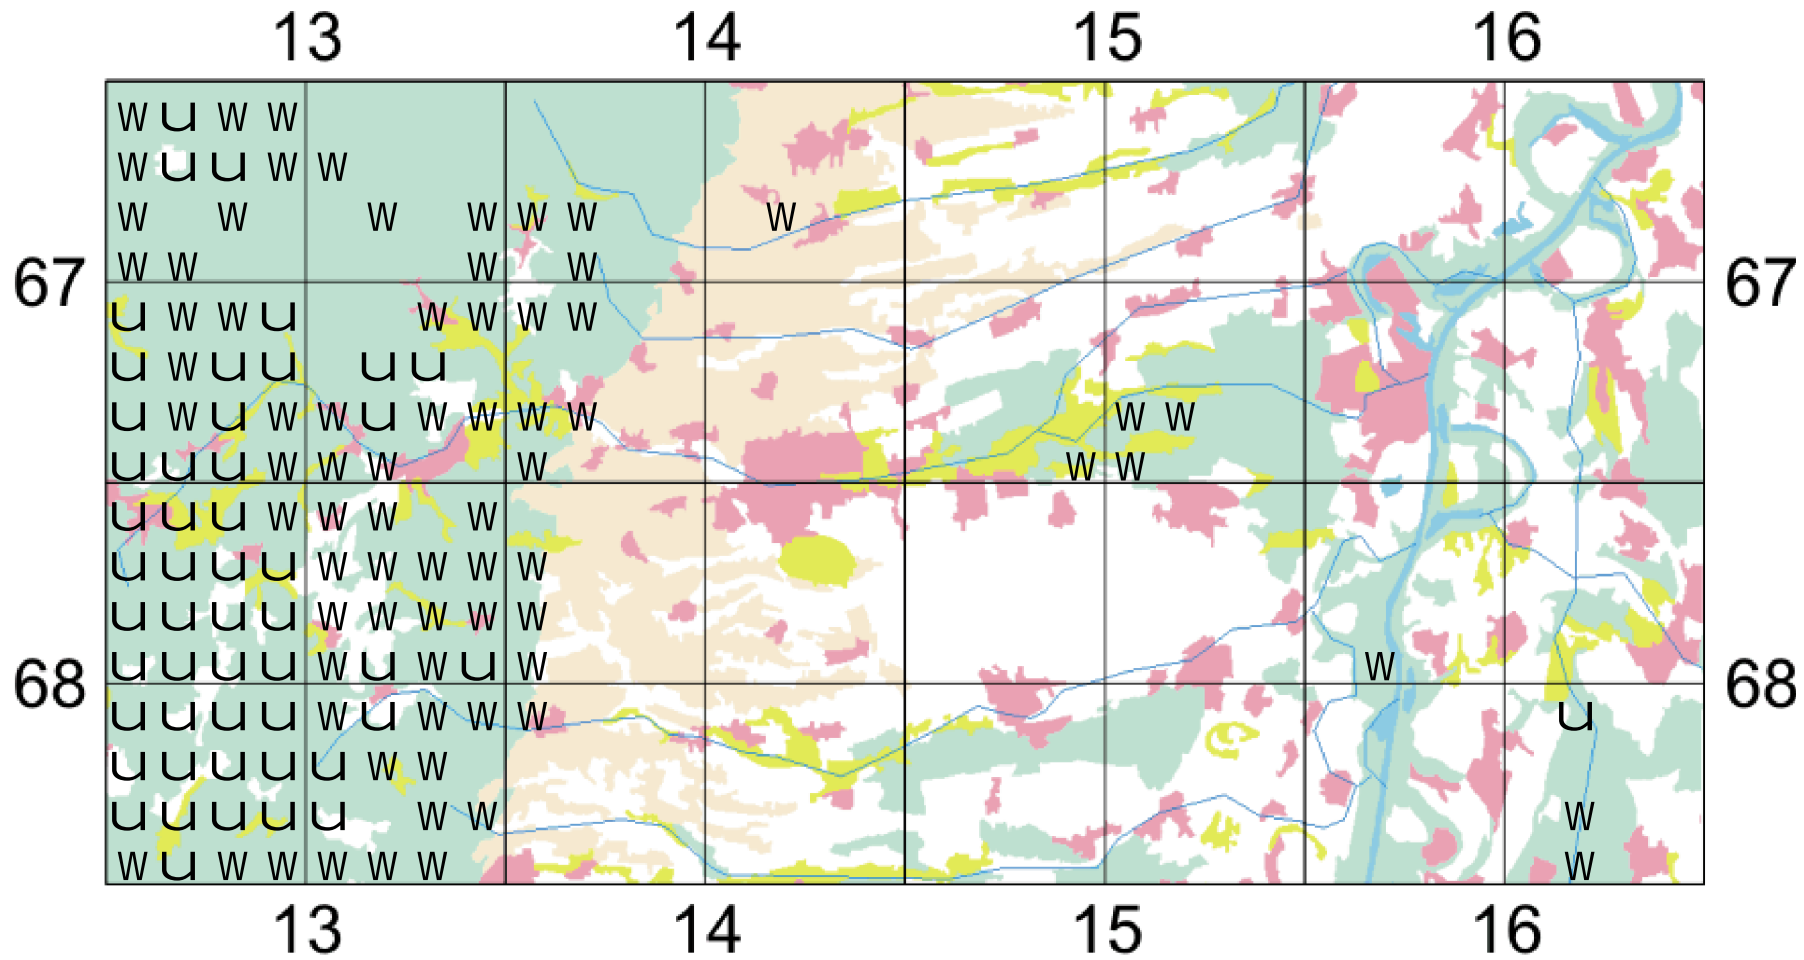 13 14 15 16
w u w w
w u u w w
w w w w w w w
67 w w w w 67
u w w u w w w w
u w u u u u
u w u w w u w w w w w w
u u u w w w w w w
u u u w w w w
u u u u w w w w w
u u u u w w w w w
u u u u w u w u w w
68 68
u u u u w u w w w u
u u u u u w w
u u u u u w w w
w u w w w w w w
13 14 15 16